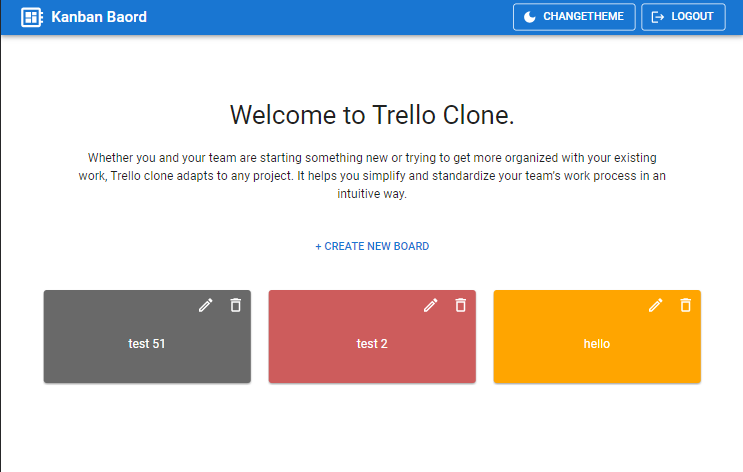 Kanban Baord
CHANGETHEME
LOGOUT
Welcome to Trello Clone.
Whether you and your team are starting something new or trying to get more organized with your existing
work, Trello clone adapts to any project. It helps you simplify and standardize your team's work process in an
intuitive way.
+ CREATE NEW BOARD
test 51
test 2
hello